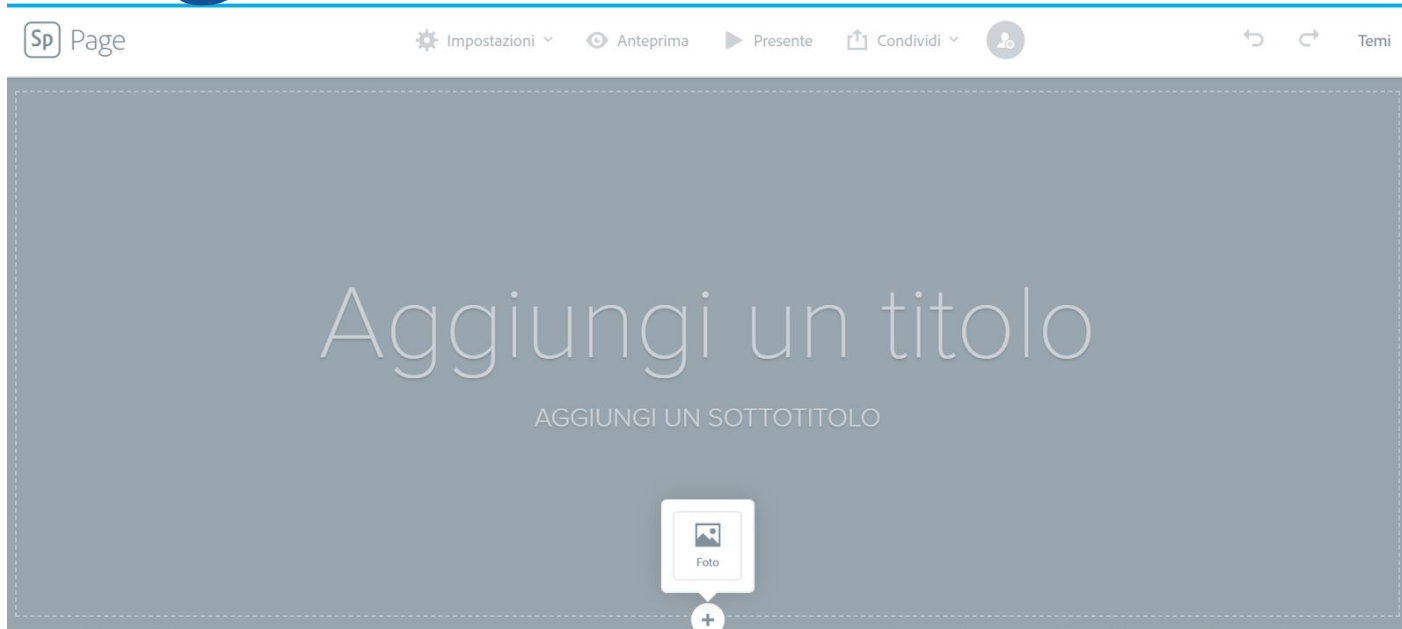 Sp Page Impostazioni Anteprima Presente Condividi Temi
Aggiungi un titolo
AGGIUNGI UN SOTTOTITOLO
Foto